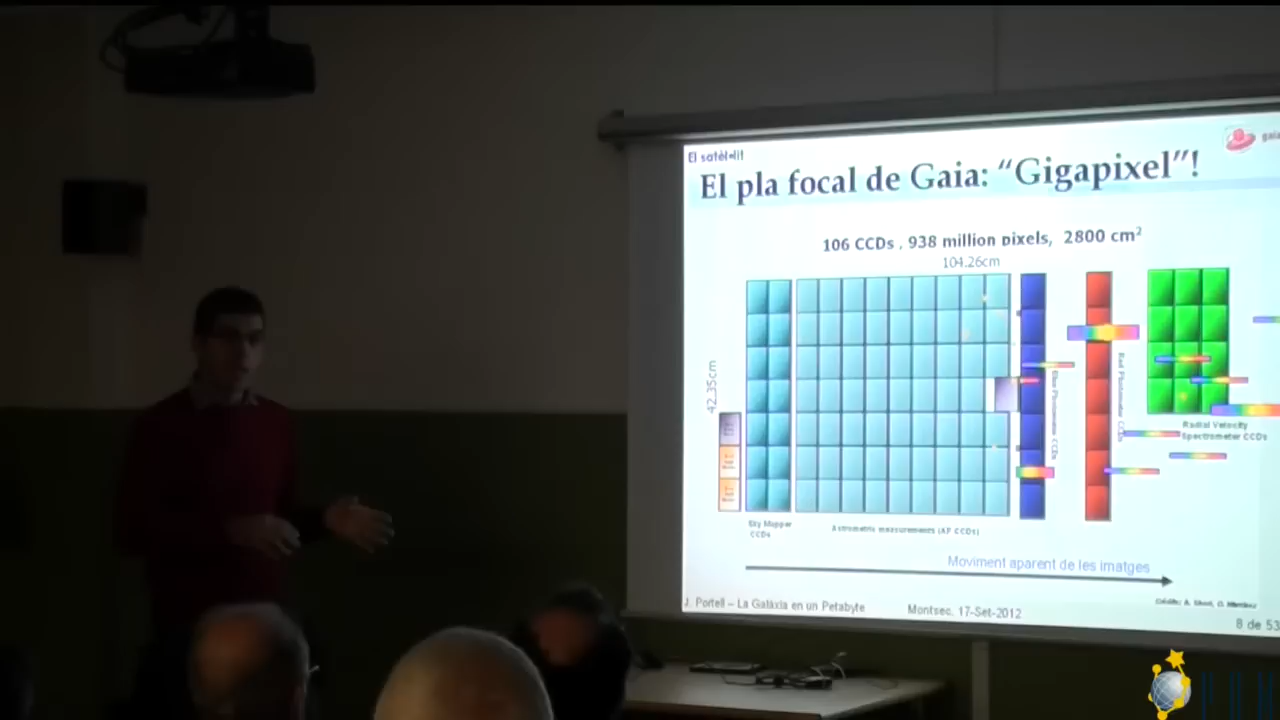 El satèl·lit
gaia
El pla focal de Gaia: “Gigapixel”!
106 CCDs , 938 million pixels, 2800 cm²
104.26cm
42.35cm
Blue Photometer CCDs
Red Photometer CCDs
Radial Velocity
Spectrometer CCDs
Sky Mapper
CCDs
Astrometric measurements (AF CCDs)
Moviment aparent de les imatges
J. Portell – La Galàxia en un Petabyte
Montsec, 17-Set-2012
8 de 53